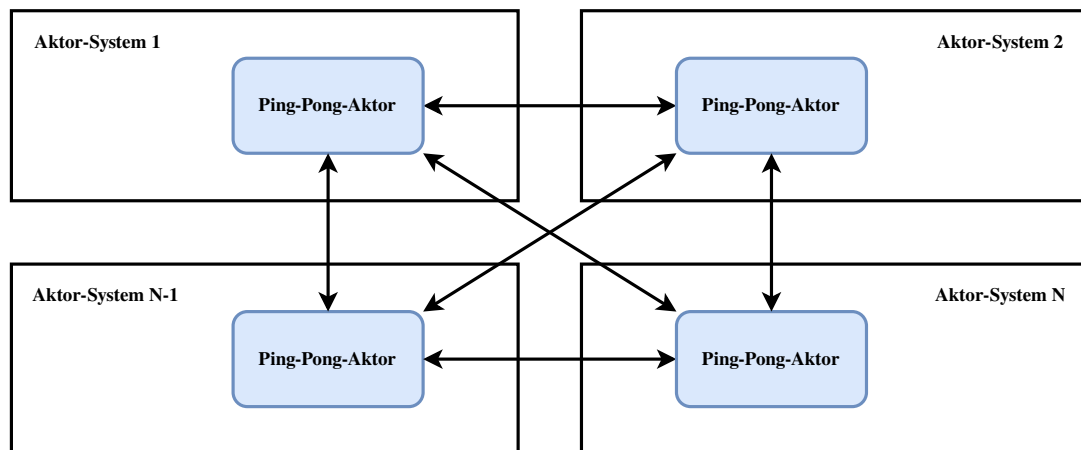 Aktor-System 1
Aktor-System 2
Ping-Pong-Aktor
Ping-Pong-Aktor
Aktor-System N-1
Aktor-System N
Ping-Pong-Aktor
Ping-Pong-Aktor